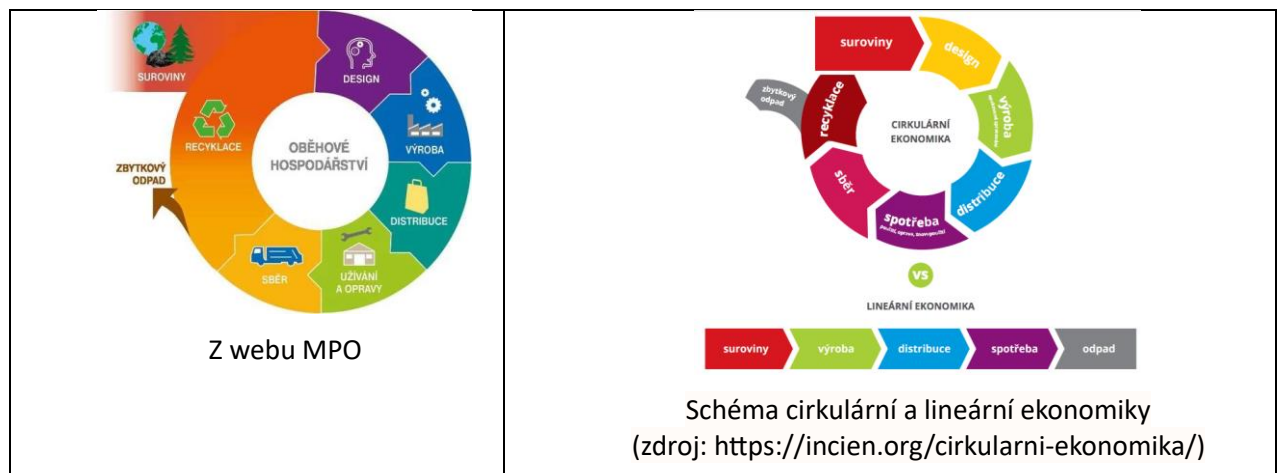 SUROVINY
DESIGN
VÝROBA
DISTRIBUCE
UŽÍVÁNÍ
A OPRAVY
SBĚR
RECYKLACE
ZBYTKOVÝ
ODPAD
OBĚHOVÉ
HOSPODÁŘSTVÍ
Z webu MPO
suroviny
design
výroba
distribuce
spotřeba
sběr
recyklace
zbytkový
odpad
CIRKULÁRNÍ
EKONOMIKA
VS
LINEÁRNÍ EKONOMIKA
suroviny výroba distribuce spotřeba odpad
Schéma cirkulární a lineární ekonomiky
(zdroj: https://incien.org/cirkularni-ekonomika/)